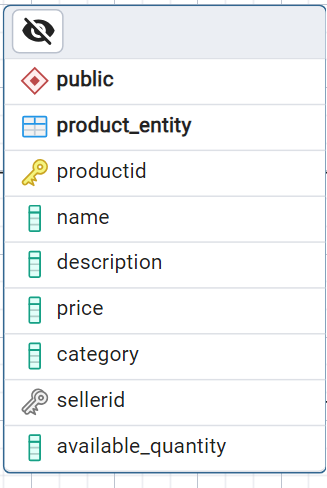 public
product_entity
productid
name
description
price
category
sellerid
available_quantity